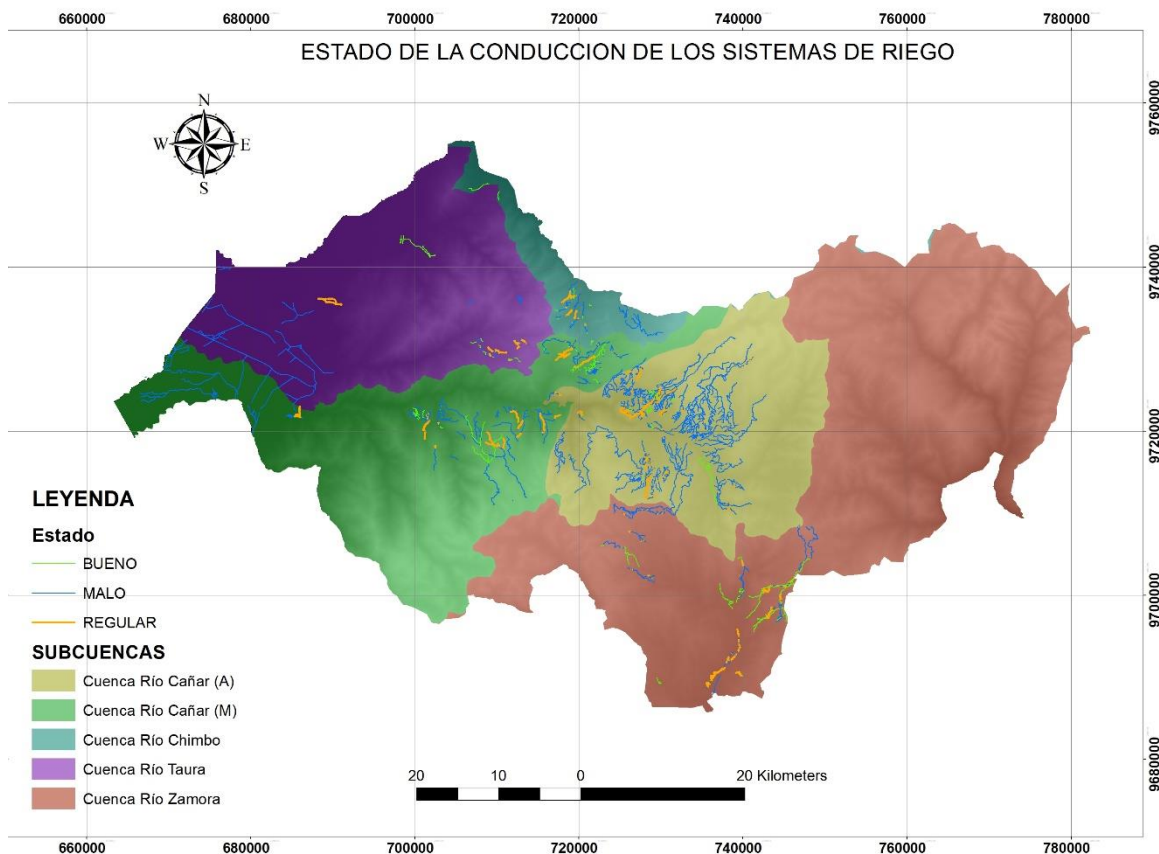 660000 680000 700000 720000 740000 760000 780000
ESTADO DE LA CONDUCCION DE LOS SISTEMAS DE RIEGO
N
W E
S
9760000
9740000
9720000
9700000
9680000
LEYENDA
Estado
BUENO
MALO
REGULAR
SUBCUENCAS
Cuenca Río Cañar (A)
Cuenca Río Cañar (M)
Cuenca Río Chimbo
Cuenca Río Taura
Cuenca Río Zamora
20 10 0 20 Kilometers
660000 680000 700000 720000 740000 760000 780000